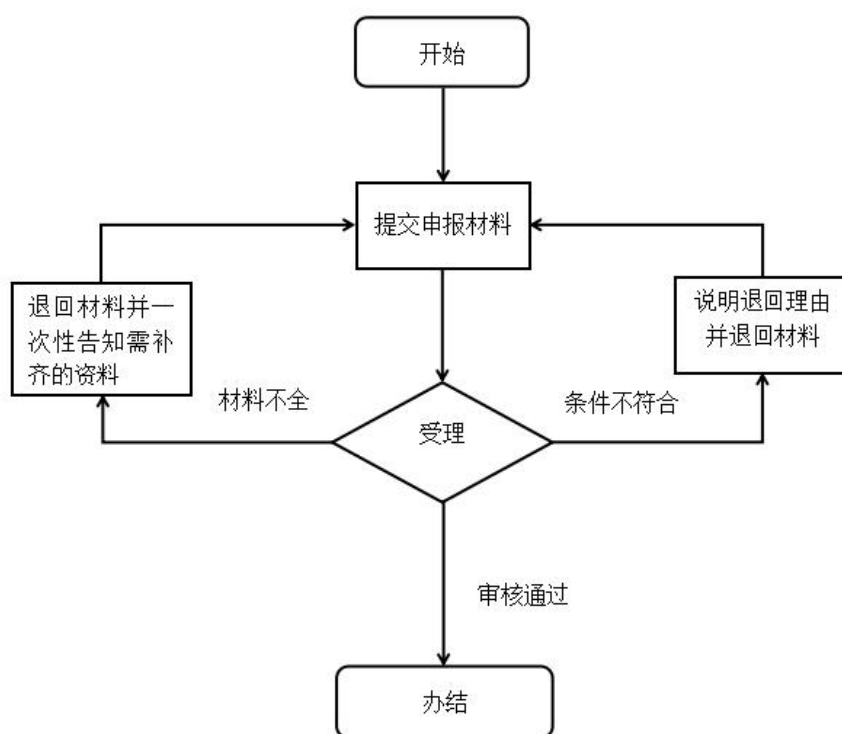 开始
提交申报材料
退回材料并一
次性告知需补
齐的资料
说明退回理由
并退回材料
材料不全
受理
条件不符合
审核通过
办结